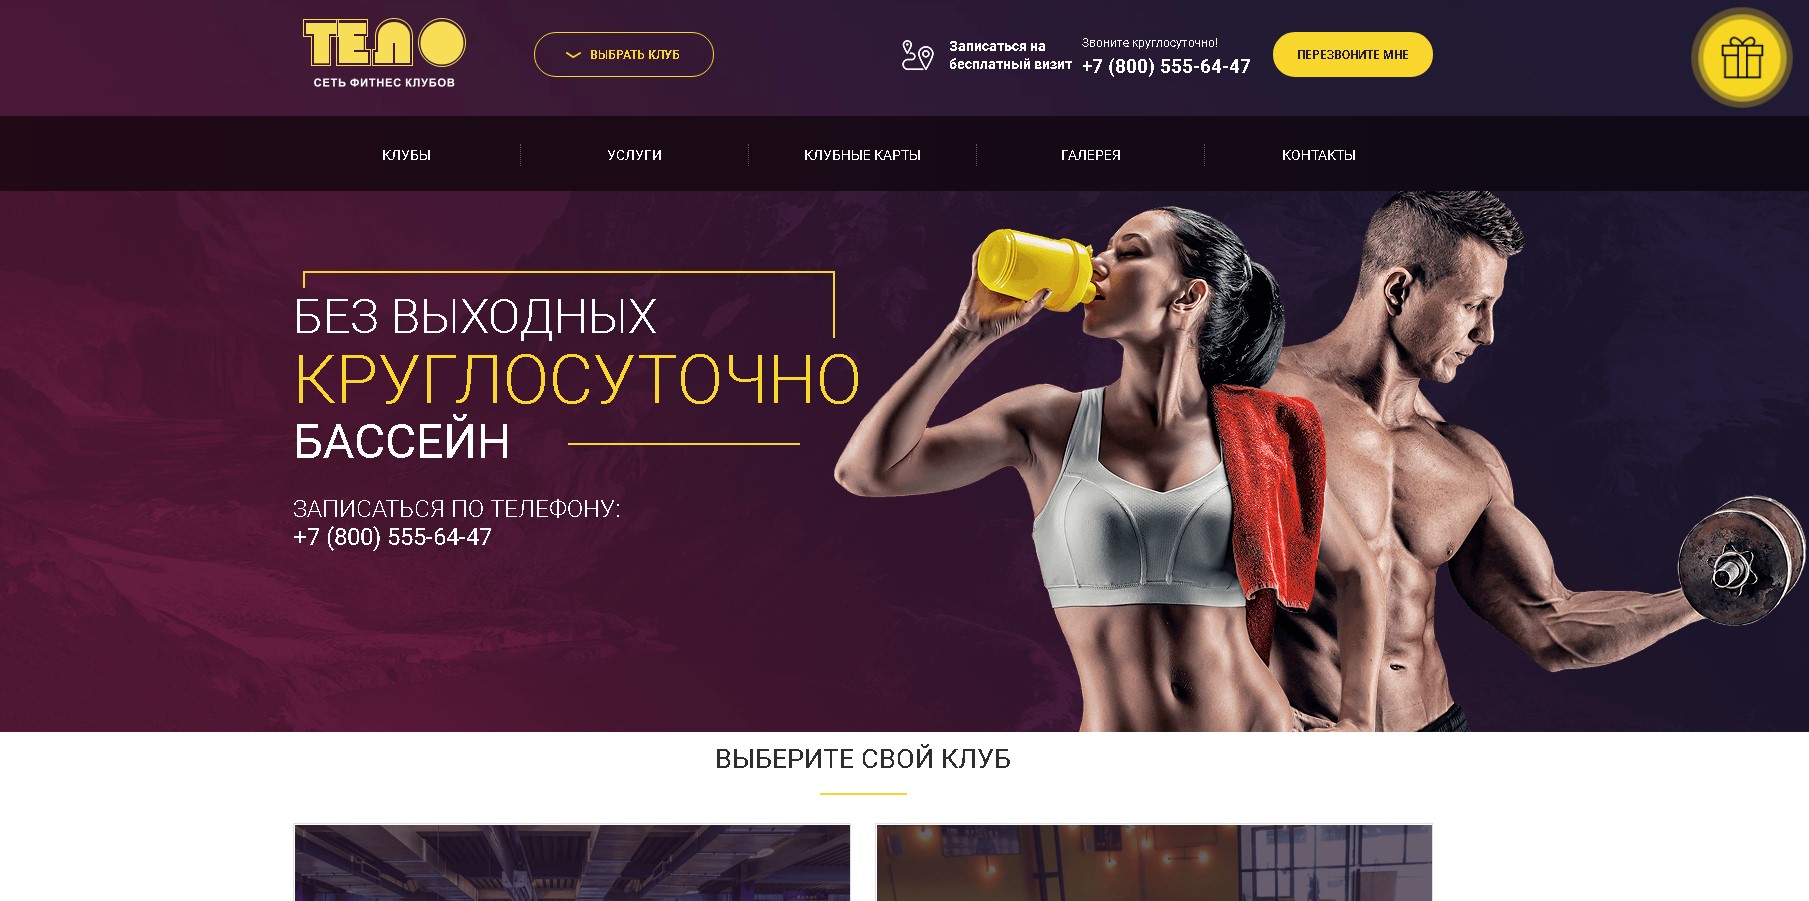 ТЕЛО
СЕТЬ ФИТНЕС КЛУБОВ
ВЫБРАТЬ КЛУБ
Записаться на
бесплатный визит
Звоните круглосуточно!
+7 (800) 555-64-47
ПЕРЕЗВОНИТЕ МНЕ
КЛУБЫ
УСЛУГИ
КЛУБНЫЕ КАРТЫ
ГАЛЕРЕЯ
КОНТАКТЫ
БЕЗ ВЫХОДНЫХ
КРУГЛОСУТОЧНО
БАССЕЙН
ЗАПИСАТЬСЯ ПО ТЕЛЕФОНУ:
+7 (800) 555-64-47
ВЫБЕРИТЕ СВОЙ КЛУБ